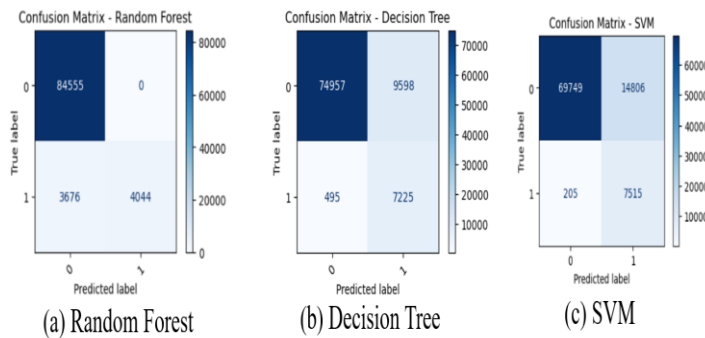 Confusion Matrix - Random Forest
84555 0
3676 4044
0
1
True label
0 1
Predicted label
80000
60000
40000
20000
0
(a) Random Forest
Confusion Matrix - Decision Tree
74957 9598
495 7225
0
1
True label
0 1
Predicted label
70000
60000
50000
40000
30000
20000
10000
(b) Decision Tree
Confusion Matrix - SVM
69749 14806
205 7515
0
1
True label
0 1
Predicted label
60000
50000
40000
30000
20000
10000
(c) SVM